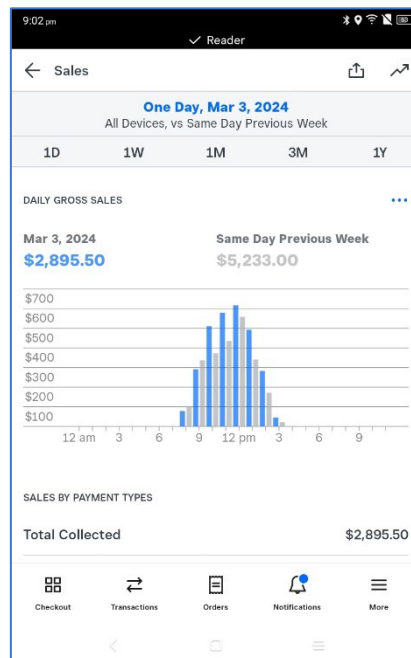 9:02 pm
Reader
Sales
One Day, Mar 3, 2024
All Devices, vs Same Day Previous Week
1D 1W 1M 3M 1Y
DAILY GROSS SALES
Mar 3, 2024 Same Day Previous Week
$2,895.50 $5,233.00
$700
$600
$500
$400
$300
$200
$100
12 am 3 6 9 12 pm 3 6 9
SALES BY PAYMENT TYPES
Total Collected $2,895.50
Checkout Transactions Orders Notifications More